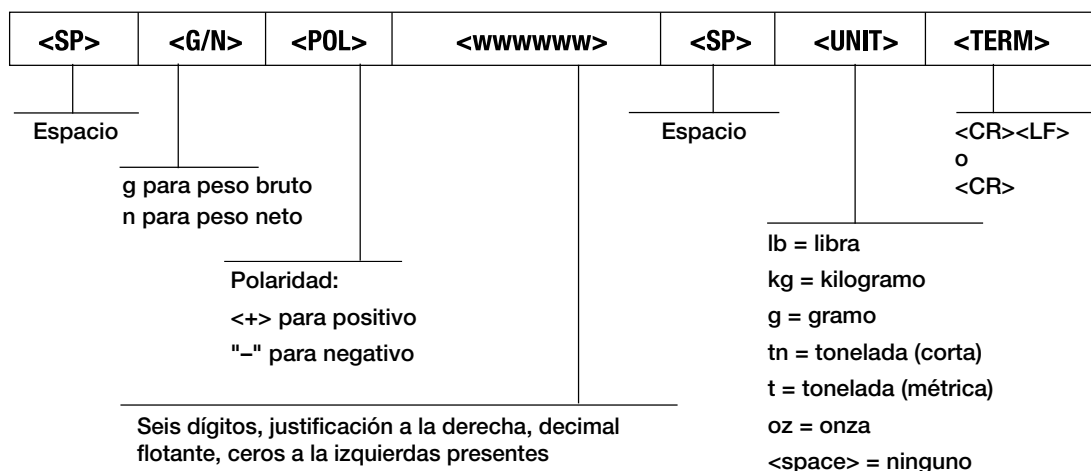 <SP> <G/N> <POL> <wwwwww> <SP> <UNIT> <TERM>
Espacio
g para peso bruto
n para peso neto
Polaridad:
<+> para positivo
"–" para negativo
Seis dígitos, justificación a la derecha, decimal
flotante, ceros a la izquierdas presentes
Espacio
lb = libra
kg = kilogramo
g = gramo
tn = tonelada (corta)
t = tonelada (métrica)
oz = onza
<space> = ninguno
<CR><LF>
o
<CR>